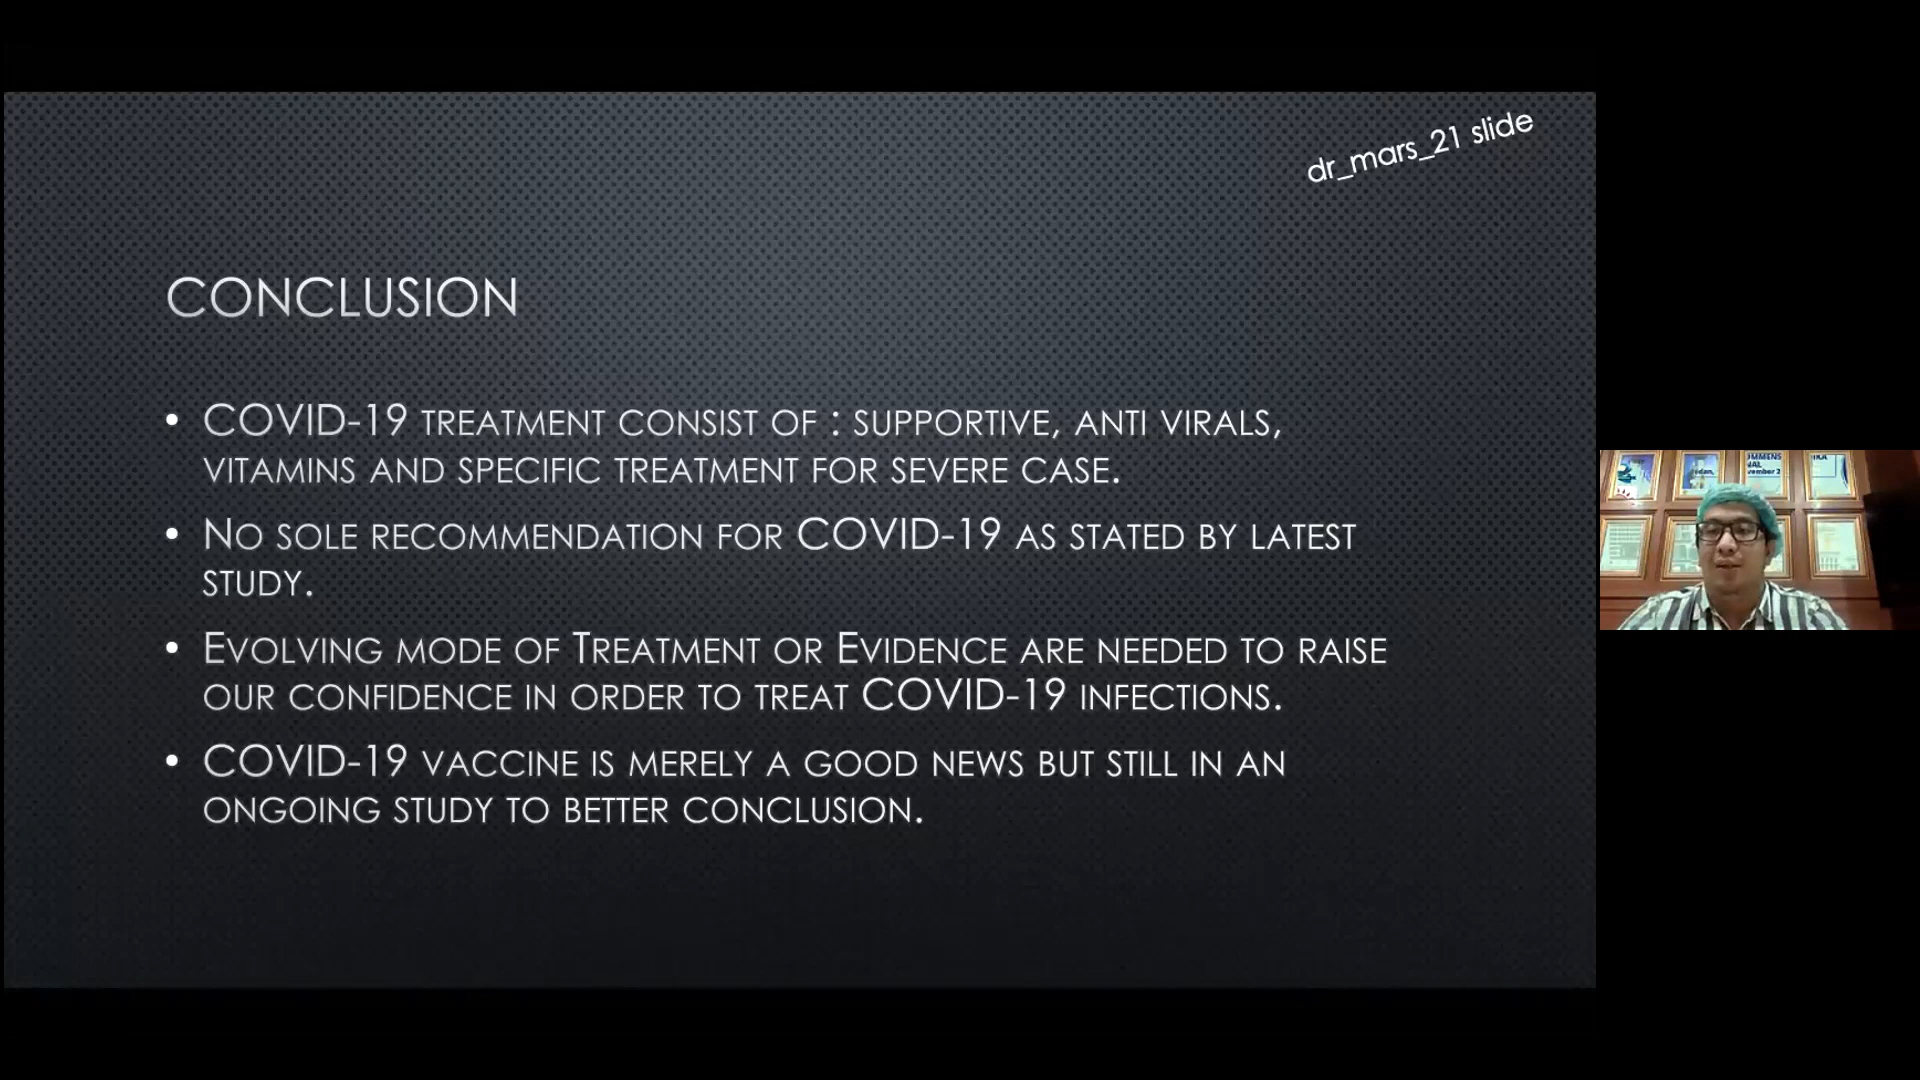 dr_mars_21 slide
CONCLUSION
• COVID-19 TREATMENT CONSIST OF : SUPPORTIVE, ANTI VIRALS,
VITAMINS AND SPECIFIC TREATMENT FOR SEVERE CASE.
• NO SOLE RECOMMENDATION FOR COVID-19 AS STATED BY LATEST
STUDY.
• EVOLVING MODE OF TREATMENT OR EVIDENCE ARE NEEDED TO RAISE
OUR CONFIDENCE IN ORDER TO TREAT COVID-19 INFECTIONS.
• COVID-19 VACCINE IS MERELY A GOOD NEWS BUT STILL IN AN
ONGOING STUDY TO BETTER CONCLUSION.